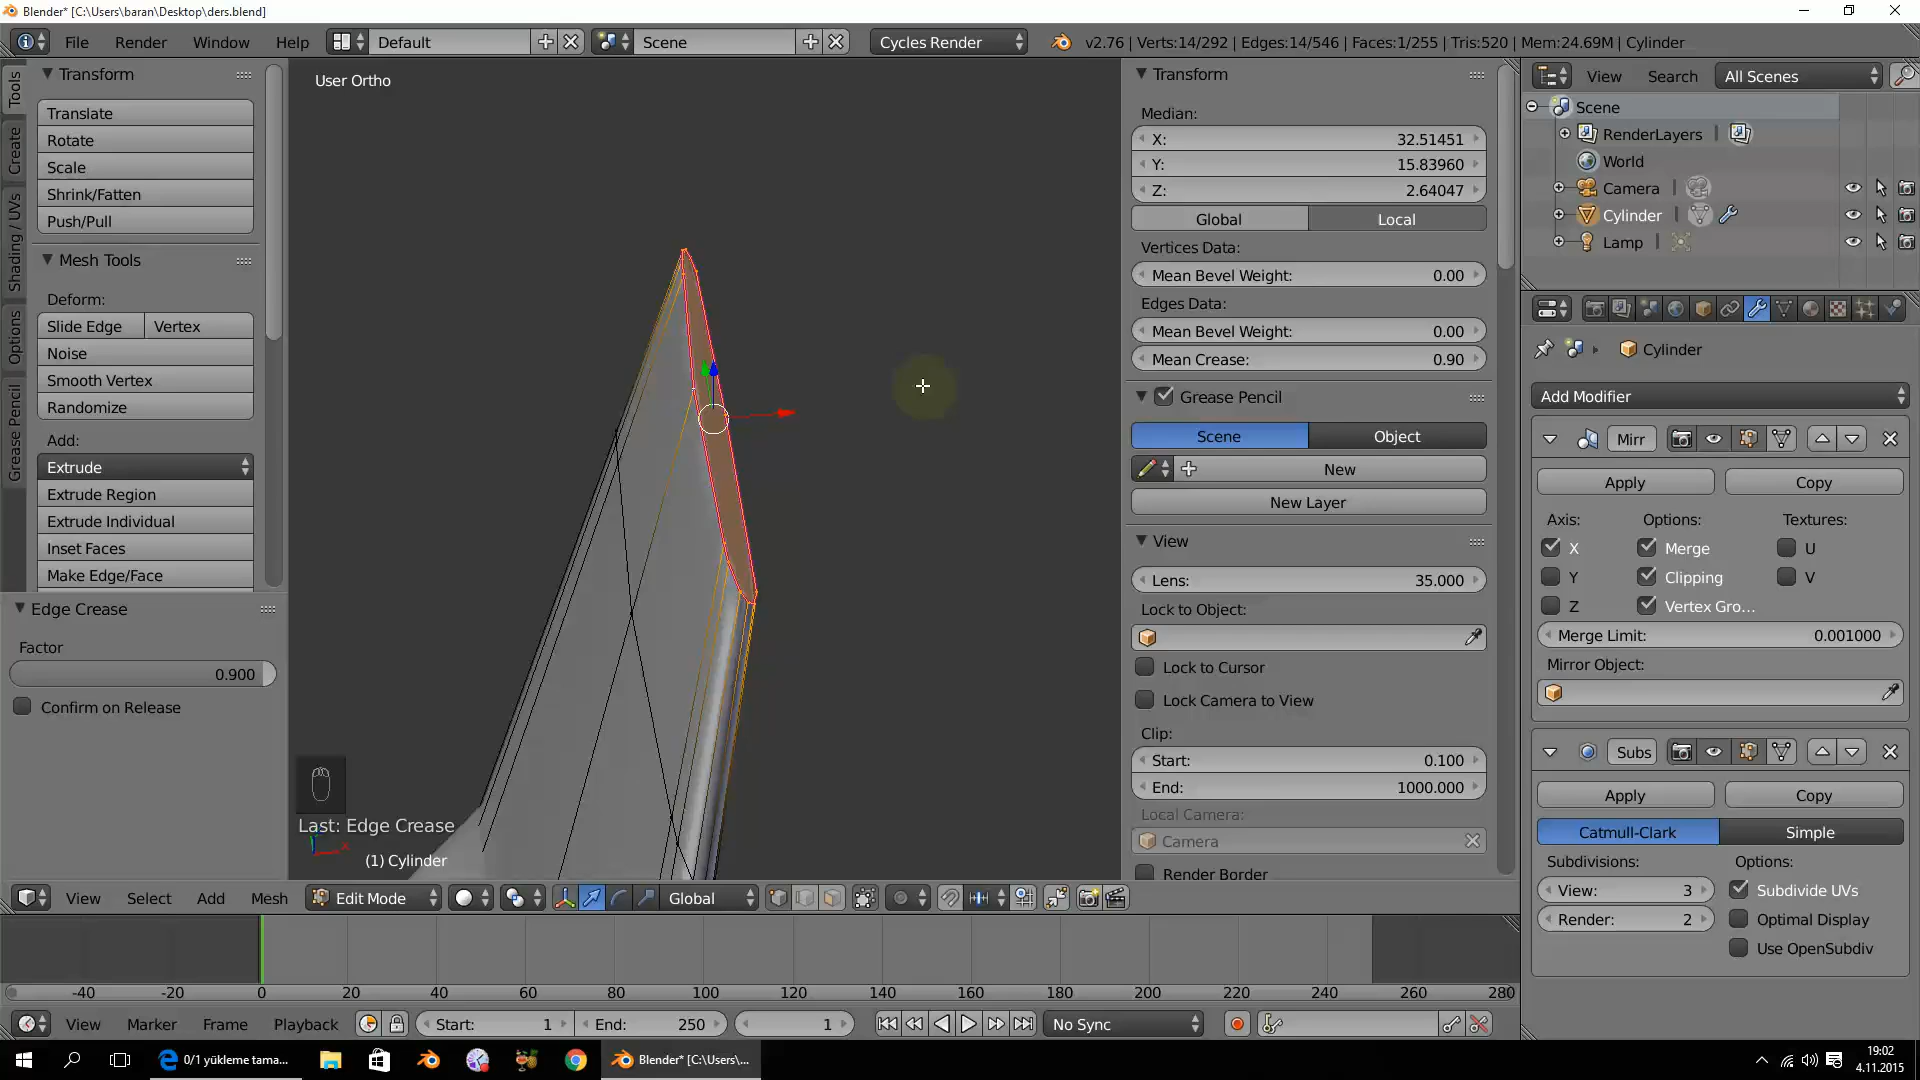 Blender* [C:\Users\baran\Desktop\ders.blend]
File Render Window Help Default Scene Cycles Render v2.76 | Verts:14/292 | Edges:14/546 | Faces:1/255 | Tris:520 | Mem:24.69M | Cylinder
Tools
Create
Shading / UVs
Options
Grease Pencil
Transform
Translate
Rotate
Scale
Shrink/Fatten
Push/Pull
Mesh Tools
Deform:
Slide Edge Vertex
Noise
Smooth Vertex
Randomize
Add:
Extrude
Extrude Region
Extrude Individual
Inset Faces
Make Edge/Face
Edge Crease
Factor
0.900
Confirm on Release
User Ortho
Last: Edge Crease
(1) Cylinder
Transform
Median:
X: 32.51451
Y: 15.83960
Z: 2.64047
Global Local
Vertices Data:
Mean Bevel Weight: 0.00
Edges Data:
Mean Bevel Weight: 0.00
Mean Crease: 0.90
Grease Pencil
Scene Object
New
New Layer
View
Lens: 35.000
Lock to Object:
Lock to Cursor
Lock Camera to View
Clip:
Start: 0.100
End: 1000.000
Local Camera:
Camera
Render Border
View Search All Scenes
Scene
RenderLayers
World
Camera
Cylinder
Lamp
Cylinder
Add Modifier
Mirr
Apply Copy
Axis: Options: Textures:
X Merge U
Y Clipping V
Z Vertex Gro...
Merge Limit: 0.001000
Mirror Object:
Subs
Apply Copy
Catmull-Clark Simple
Subdivisions: Options:
View: 3 Subdivide UVs
Render: 2 Optimal Display
Use OpenSubdiv
View Select Add Mesh Edit Mode Global
-40 -20 0 20 40 60 80 100 120 140 160 180 200 220 240 260 280
View Marker Frame Playback Start: 1 End: 250 1 No Sync
0/1 yükleme tama... Blender* [C:\Users\... 19:02
4.11.2015